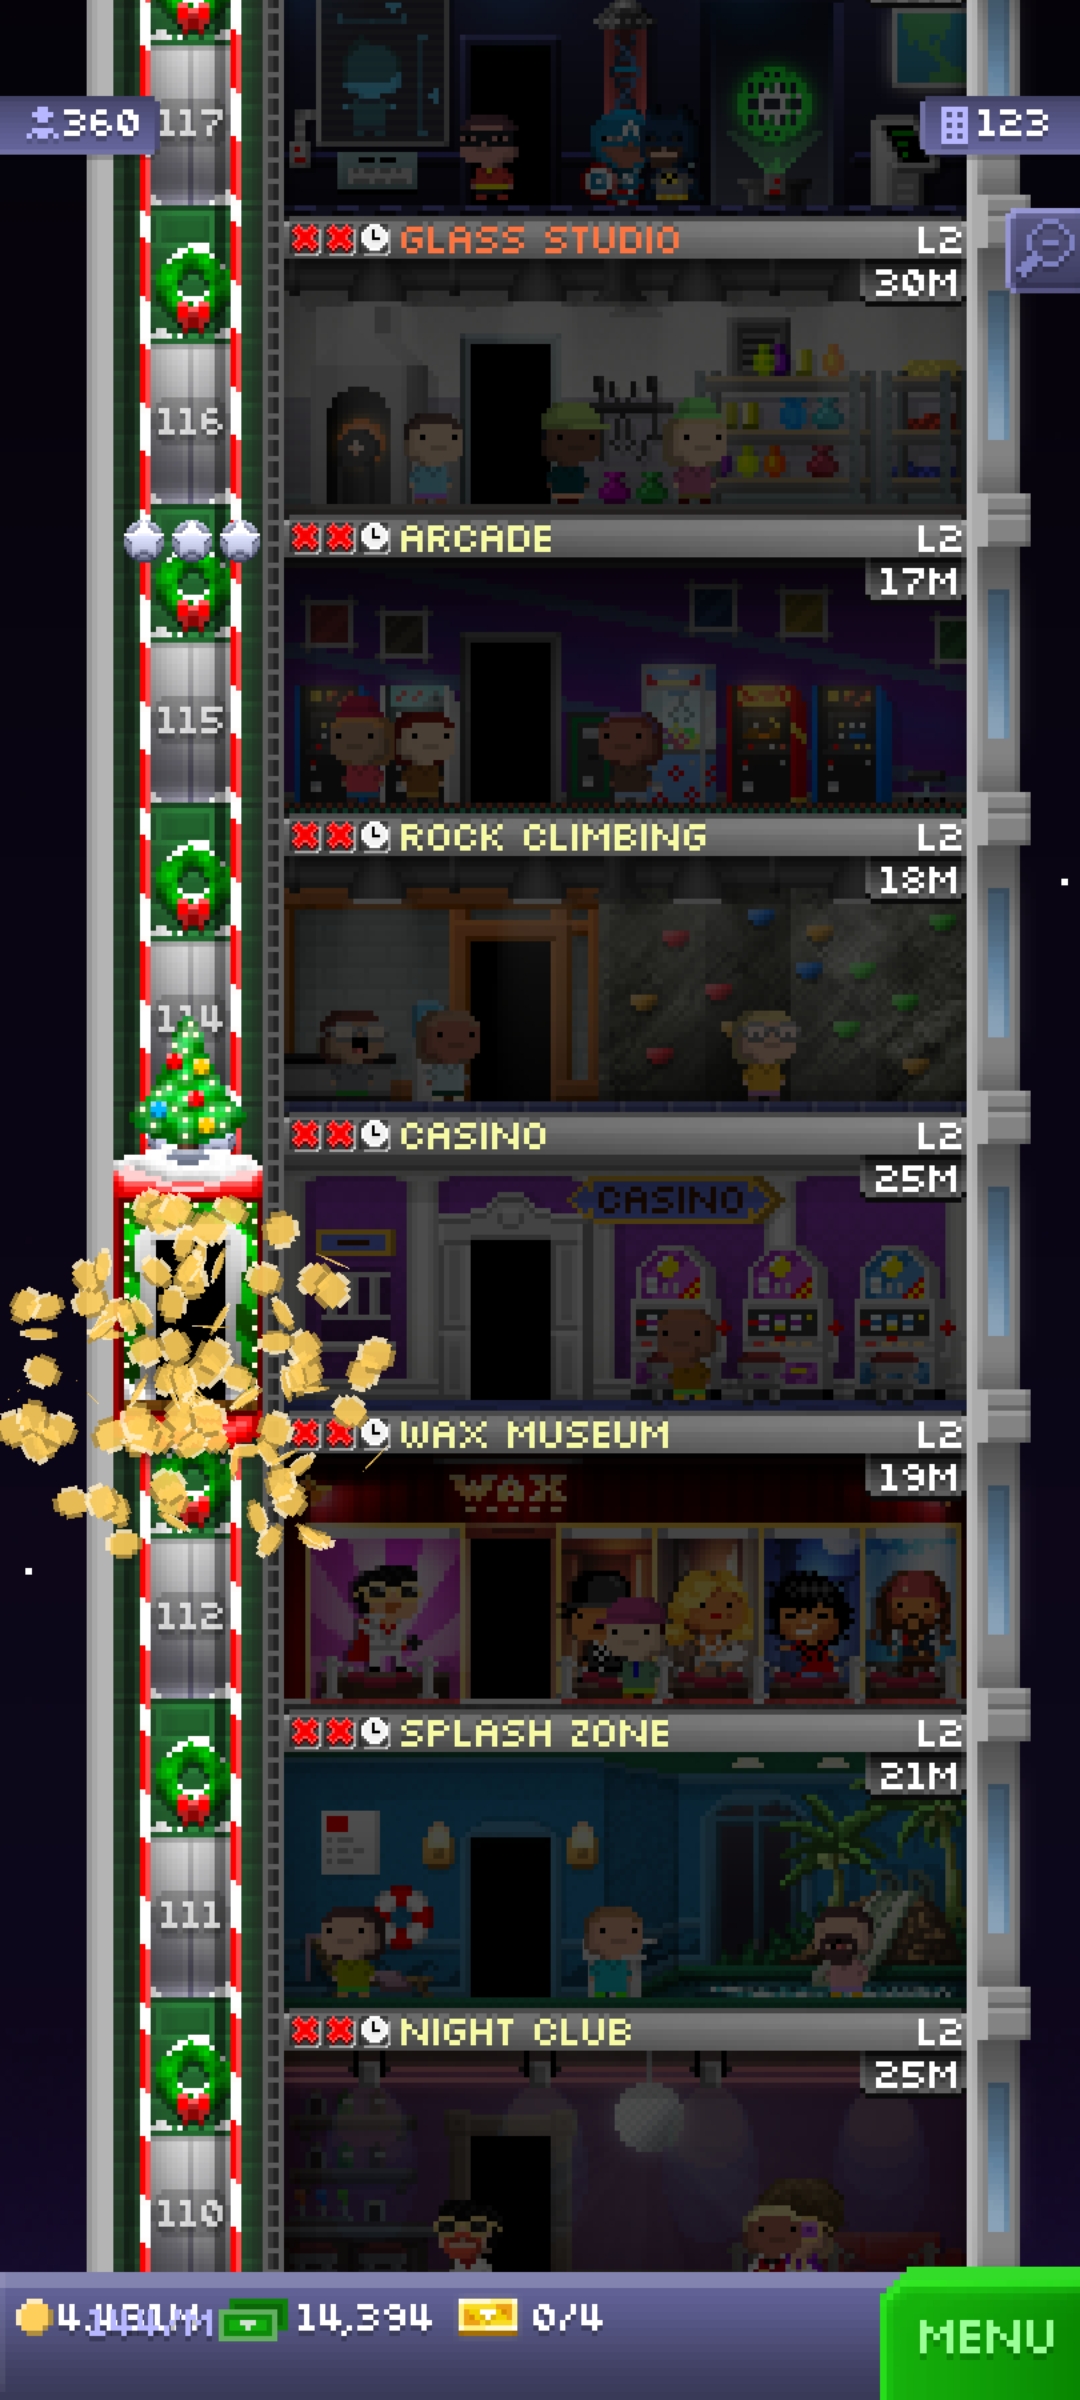 360
117
123
GLASS STUDIO L2
30M
116
ARCADE L2
17M
115
ROCK CLIMBING L2
18M
114
CASINO L2
25M
CASINO
WAX MUSEUM L2
19M
WAX
112
SPLASH ZONE L2
21M
111
NIGHT CLUB L2
25M
110
14,394
0/4
MENU